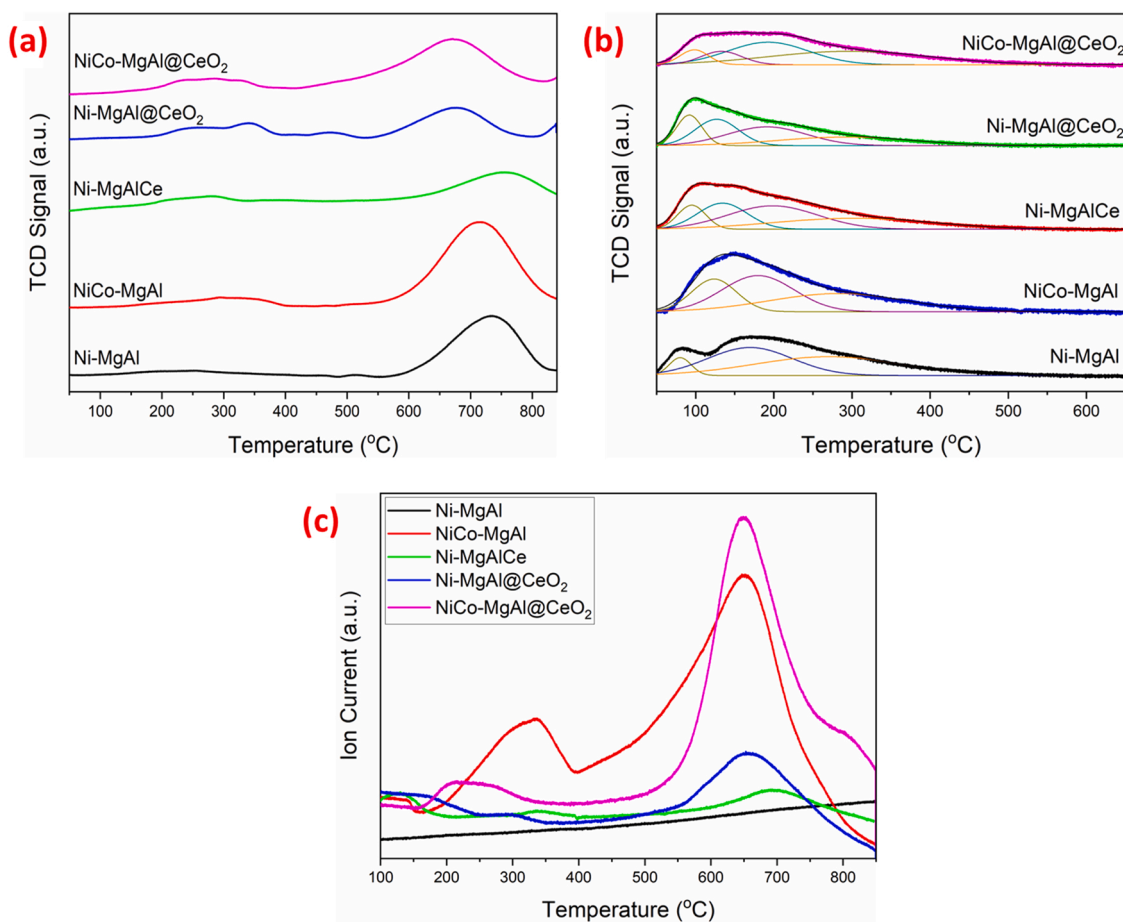 (a)
NiCo-MgAl@CeO₂
Ni-MgAl@CeO₂
Ni-MgAlCe
NiCo-MgAl
Ni-MgAl
TCD Signal (a.u.)
100 200 300 400 500 600 700 800
Temperature (°C)
(b)
NiCo-MgAl@CeO₂
Ni-MgAl@CeO₂
Ni-MgAlCe
NiCo-MgAl
Ni-MgAl
TCD Signal (a.u.)
100 200 300 400 500 600
Temperature (°C)
(c)
Ni-MgAl
NiCo-MgAl
Ni-MgAlCe
Ni-MgAl@CeO₂
NiCo-MgAl@CeO₂
Ion Current (a.u.)
100 200 300 400 500 600 700 800
Temperature (°C)